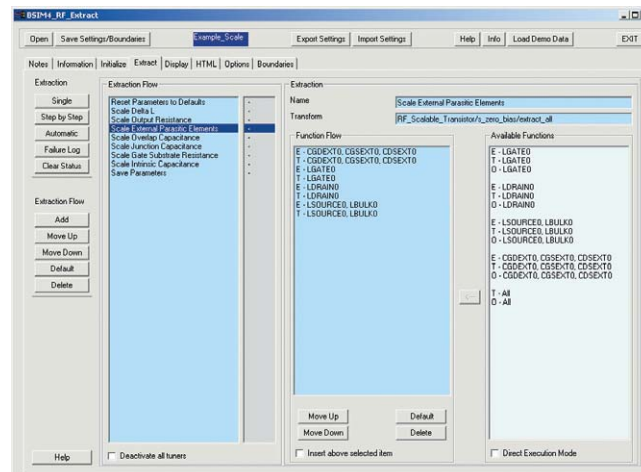 BSIM4_RF_Extract
Open Save Settings/Boundaries Example_Scale Export Settings Import Settings Help Info Load Demo Data EXIT
Notes Information Initialize Extract Display HTML Options Boundaries
Extraction
Single
Step by Step
Automatic
Failure Log
Clear Status
Extraction Flow
Add
Move Up
Move Down
Default
Delete
Help
Extraction Flow
Reset Parameters to Defaults -
Scale Delta L -
Scale Output Resistance -
Scale External Parasitic Elements -
Scale Overlap Capacitance -
Scale Junction Capacitance -
Scale Gate Substrate Resistance -
Scale Intrinsic Capacitance -
Save Parameters -
Deactivate all tuners
Extraction
Name Scale External Parasitic Elements
Transform RF_Scalable_Transistor/s_zero_bias/extract_all
Function Flow
E - CGDEXT0, CGSEXT0, CDSEXT0
T - CGDEXT0, CGSEXT0, CDSEXT0
E - LGATE0
T - LGATE0
E - LDRAIN0
T - LDRAIN0
E - LSOURCE0, LBULK0
T - LSOURCE0, LBULK0
Move Up Default
Move Down Delete
Insert above selected item
<--
Available Functions
E - LGATE0
T - LGATE0
O - LGATE0
E - LDRAIN0
T - LDRAIN0
O - LDRAIN0
E - LSOURCE0, LBULK0
T - LSOURCE0, LBULK0
O - LSOURCE0, LBULK0
E - CGDEXT0, CGSEXT0, CDSEXT0
T - CGDEXT0, CGSEXT0, CDSEXT0
O - CGDEXT0, CGSEXT0, CDSEXT0
T - All
O - All
Direct Execution Mode